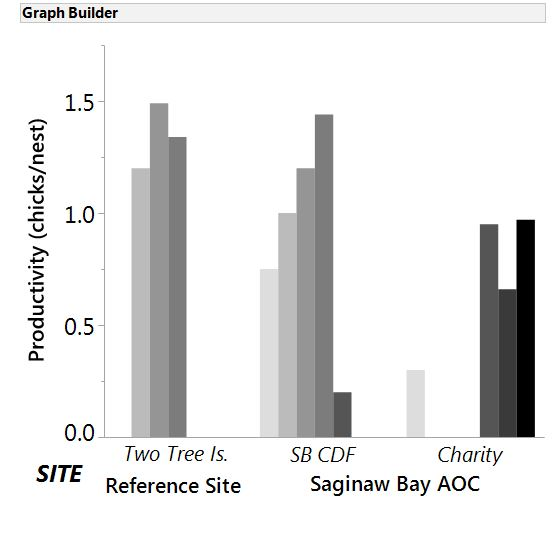 Graph Builder
Productivity (chicks/nest)
1.5
1.0
0.5
0.0
Two Tree Is. SB CDF Charity
SITE
Reference Site Saginaw Bay AOC